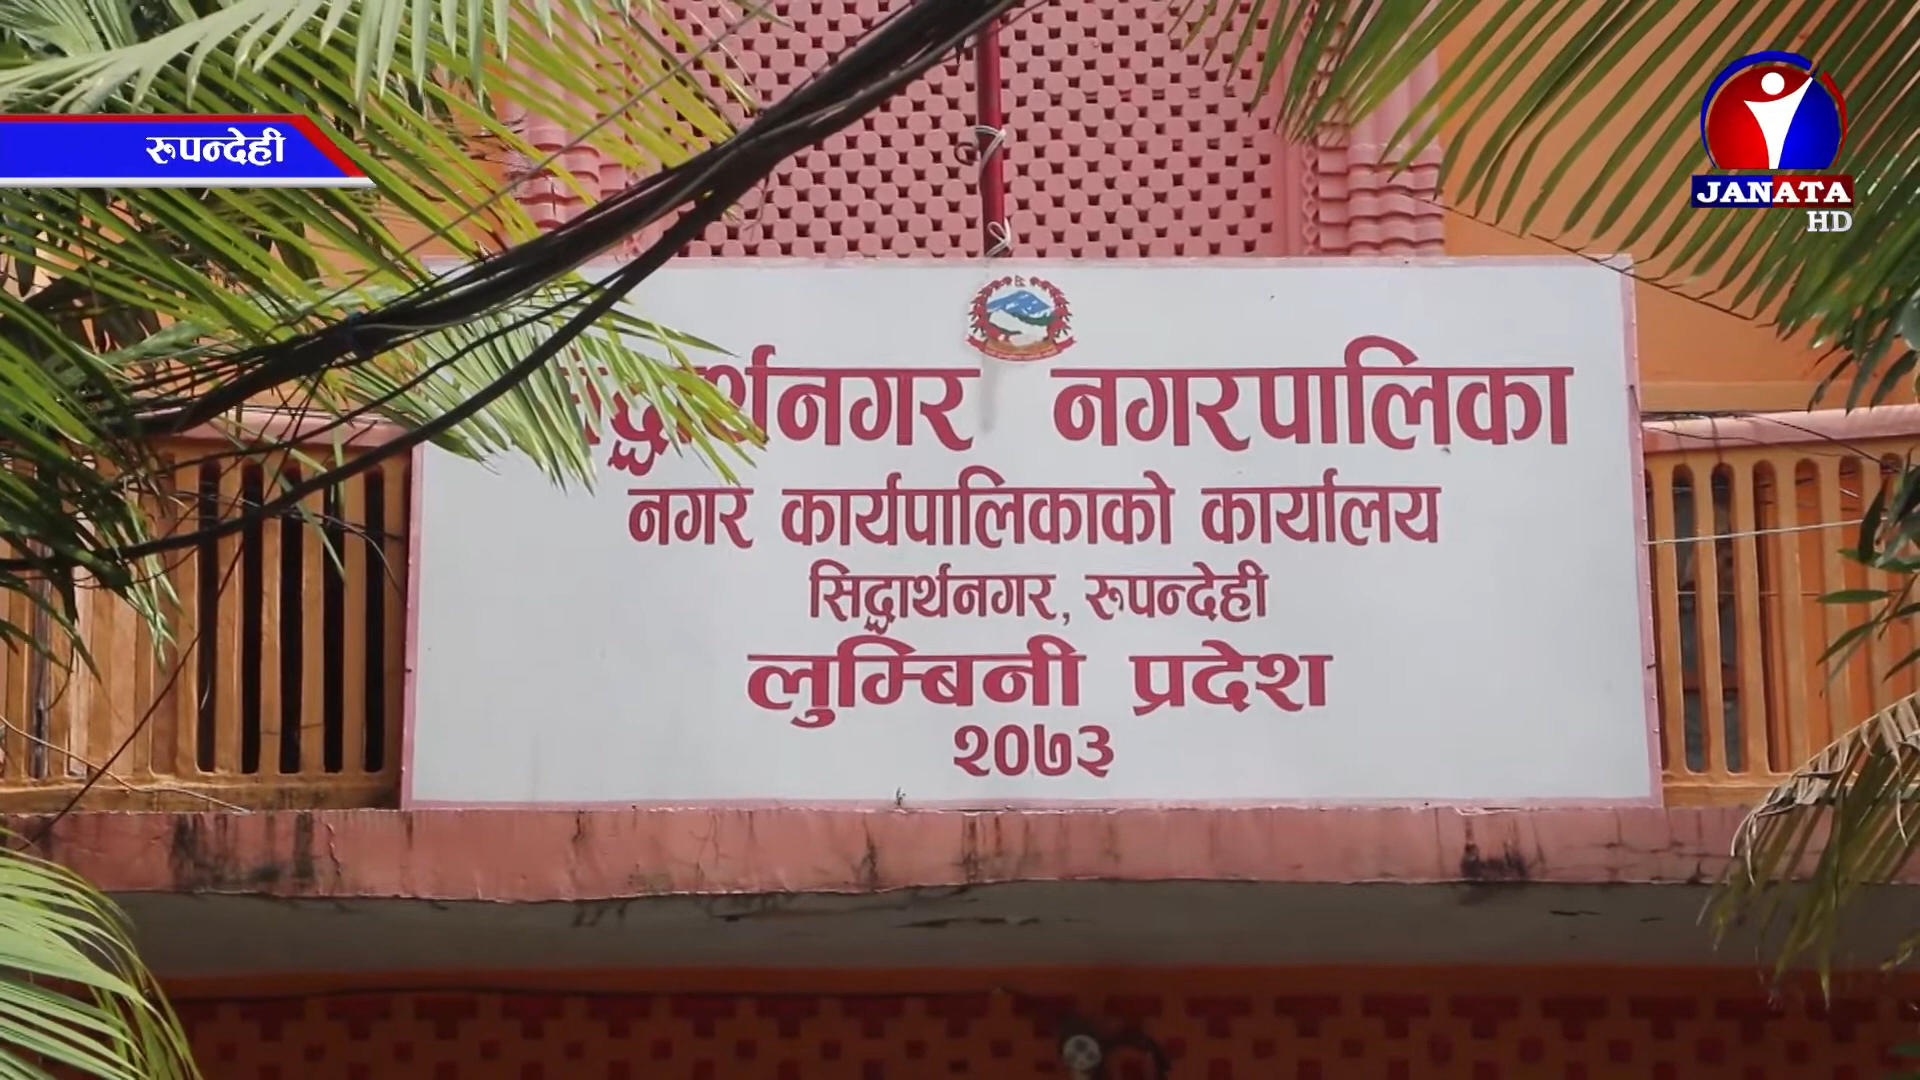 रुपन्देही
JANATA
HD
नगरपालिका
नगर कार्यपालिकाको कार्यालय
सिद्धार्थनगर, रुपन्देही
लुम्बिनी प्रदेश
२०७३